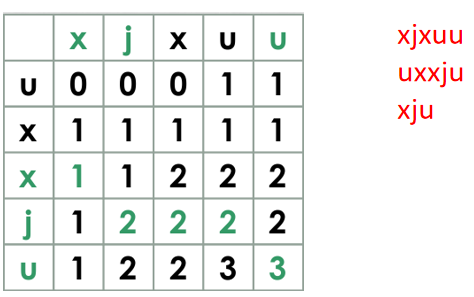 x j x u u
u 0 0 0 1 1
x 1 1 1 1 1
x 1 1 2 2 2
j 1 2 2 2 2
u 1 2 2 3 3
xjxuu
uxxju
xju